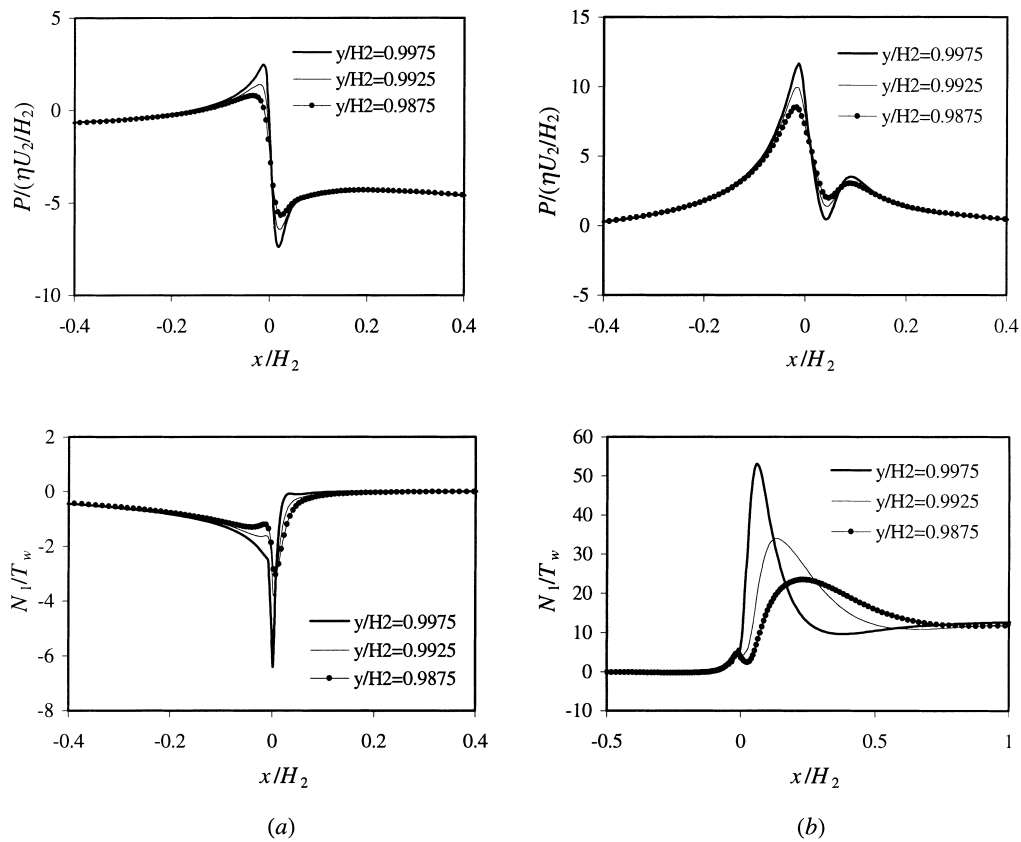 5
0
-5
-10
P/(ηU2/H2)
y/H2=0.9975
y/H2=0.9925
y/H2=0.9875
-0.4
-0.2
0
0.2
0.4
x/H2
15
10
5
0
-5
P/(ηU2/H2)
y/H2=0.9975
y/H2=0.9925
y/H2=0.9875
-0.4
-0.2
0
0.2
0.4
x/H2
2
0
-2
-4
-6
-8
N1/Tw
y/H2=0.9975
y/H2=0.9925
y/H2=0.9875
-0.4
-0.2
0
0.2
0.4
x/H2
(a)
60
50
40
30
20
10
0
-10
N1/Tw
y/H2=0.9975
y/H2=0.9925
y/H2=0.9875
-0.5
0
0.5
1
x/H2
(b)